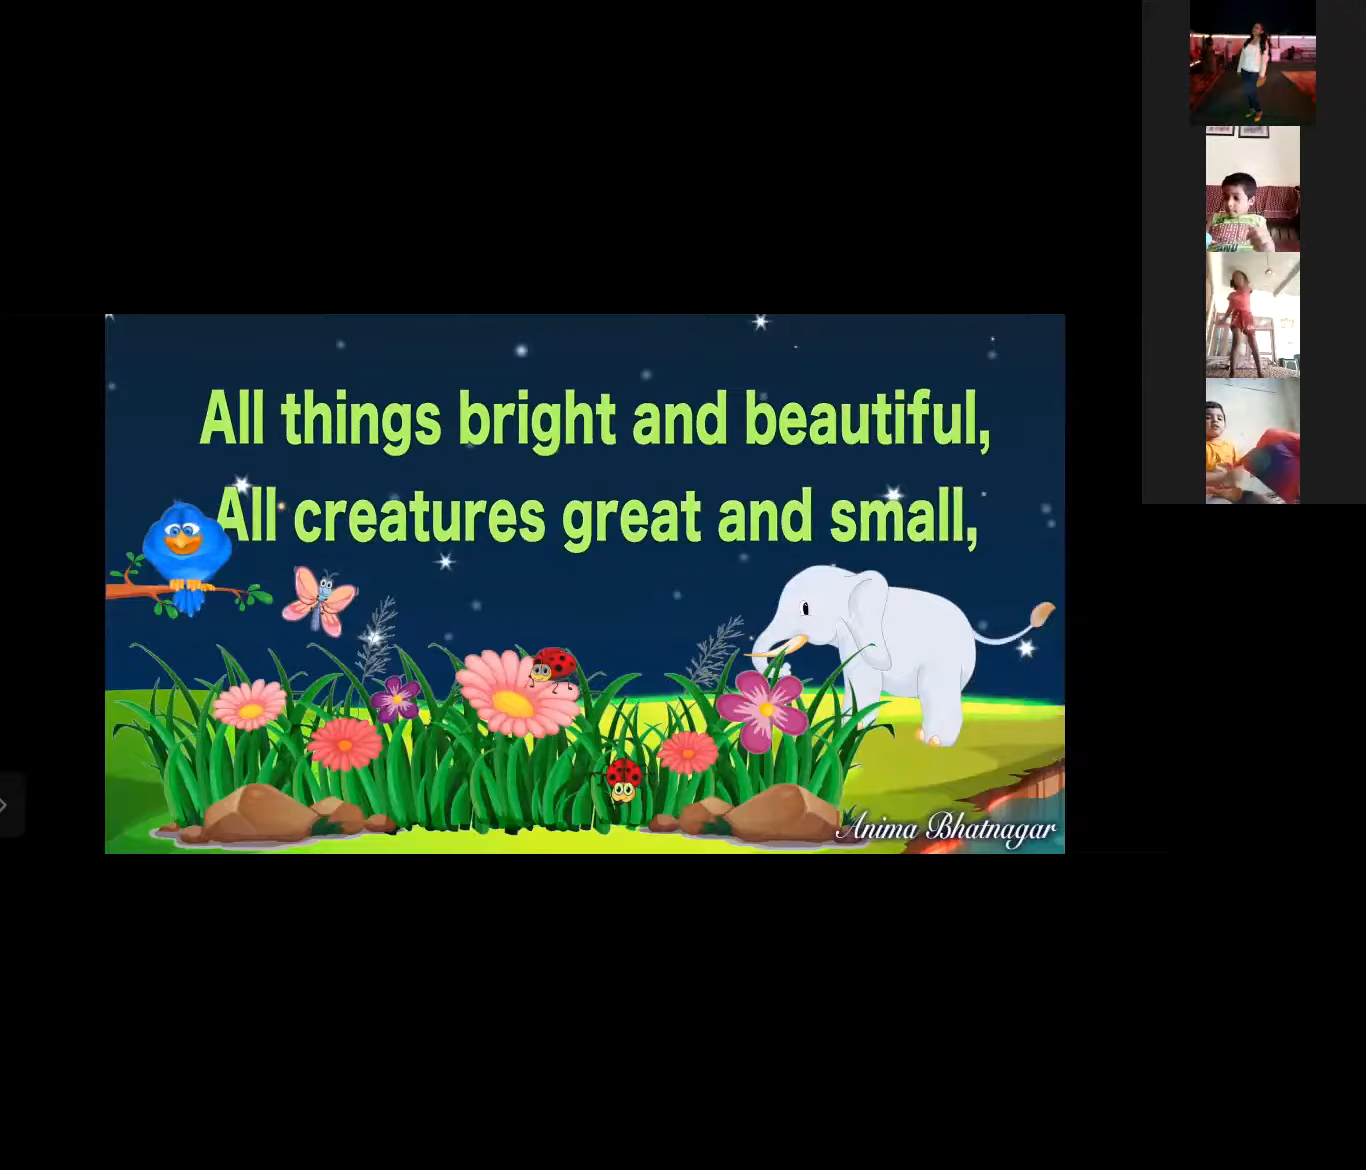 All things bright and beautiful,
All creatures great and small,
Anima Bhatnagar